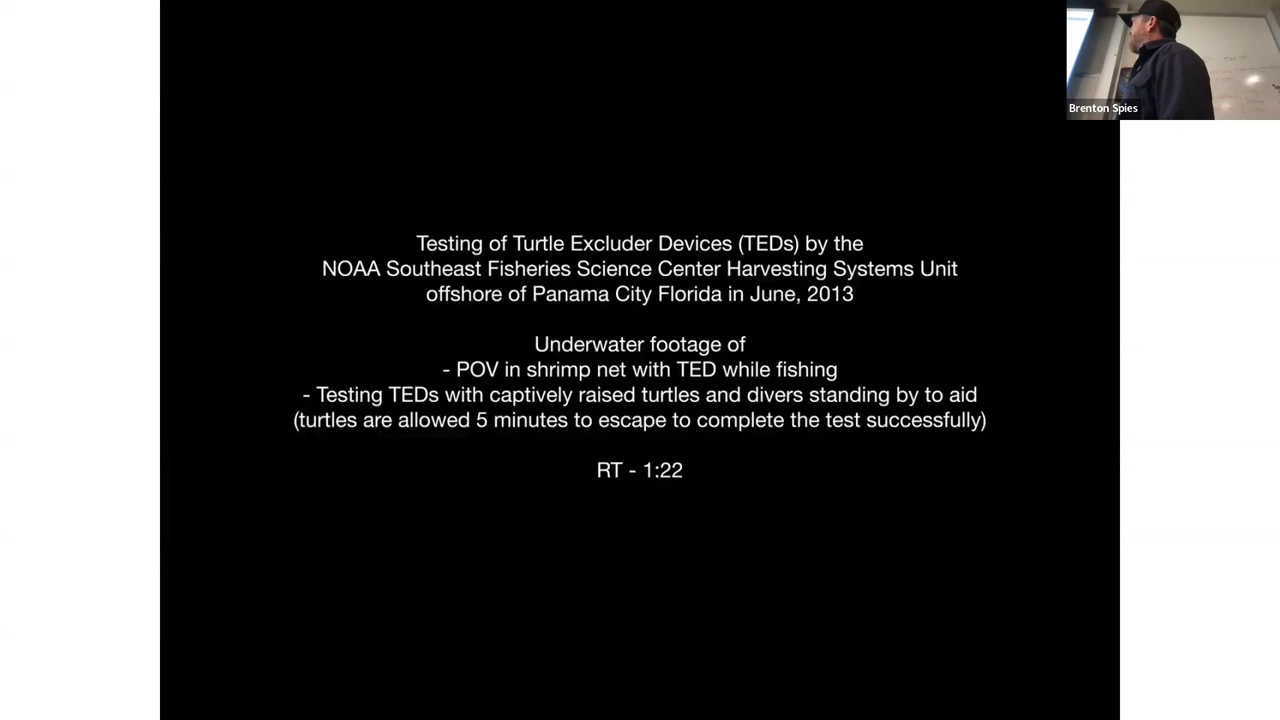 Brenton Spies
Testing of Turtle Excluder Devices (TEDs) by the
NOAA Southeast Fisheries Science Center Harvesting Systems Unit
offshore of Panama City Florida in June, 2013
Underwater footage of
- POV in shrimp net with TED while fishing
- Testing TEDs with captively raised turtles and divers standing by to aid
(turtles are allowed 5 minutes to escape to complete the test successfully)
RT - 1:22